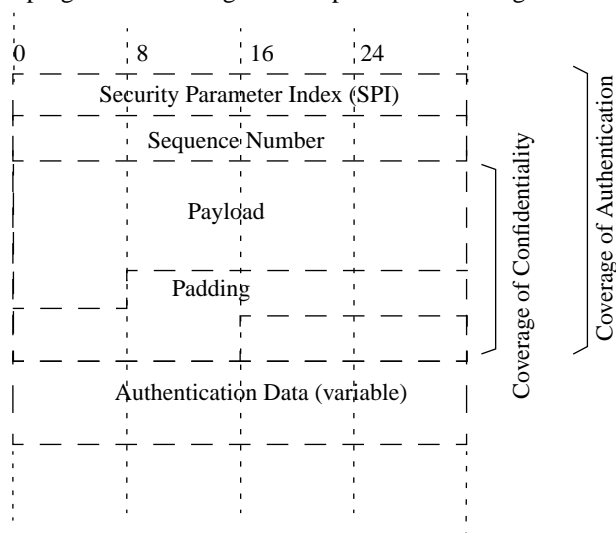 0 8 16 24
Security Parameter Index (SPI)
Sequence Number
Payload
Padding
Authentication Data (variable)
Coverage of Confidentiality
Coverage of Authentication